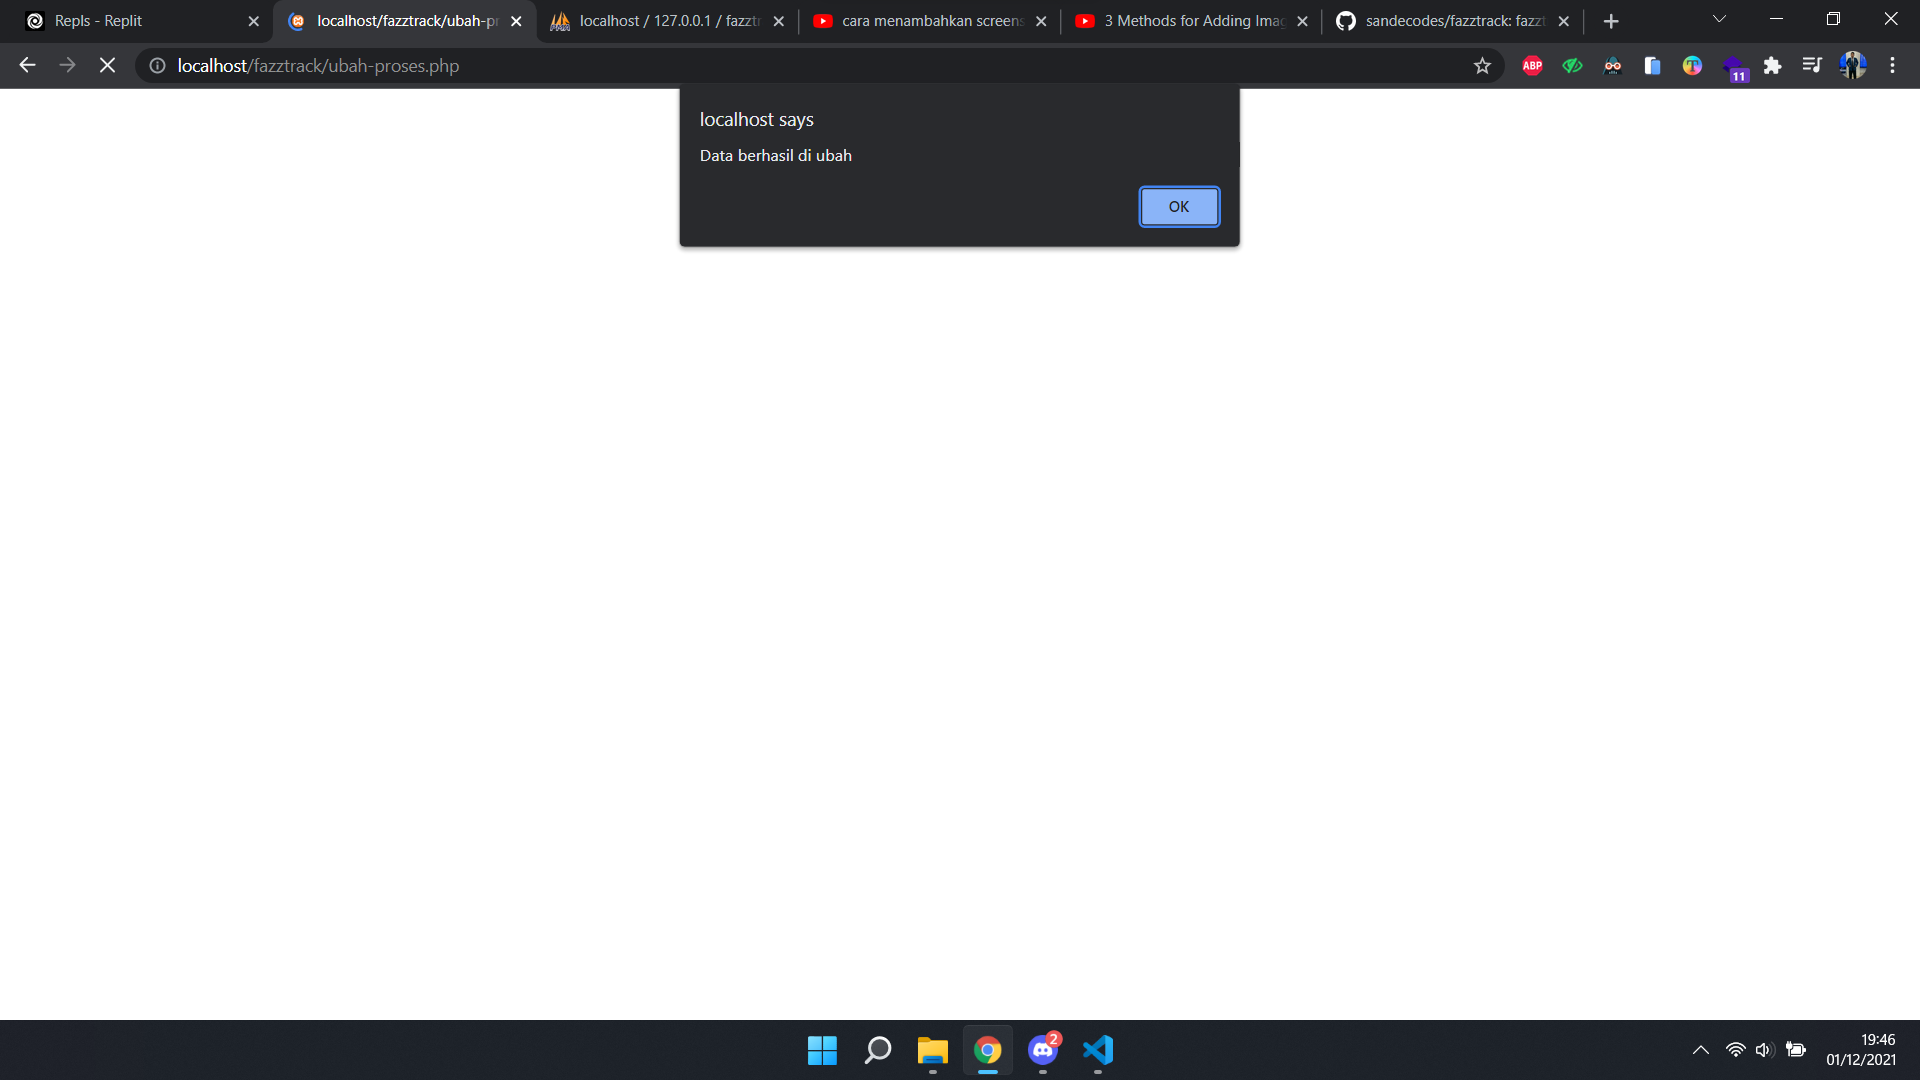 Repls - Replit
localhost/fazztrack/ubah-pr
localhost / 127.0.0.1 / fazztr
cara menambahkan screens
3 Methods for Adding Imag
sandecodes/fazztrack: fazzt
localhost/fazztrack/ubah-proses.php
ABP
11
localhost says
Data berhasil di ubah
OK
2
19:46
01/12/2021